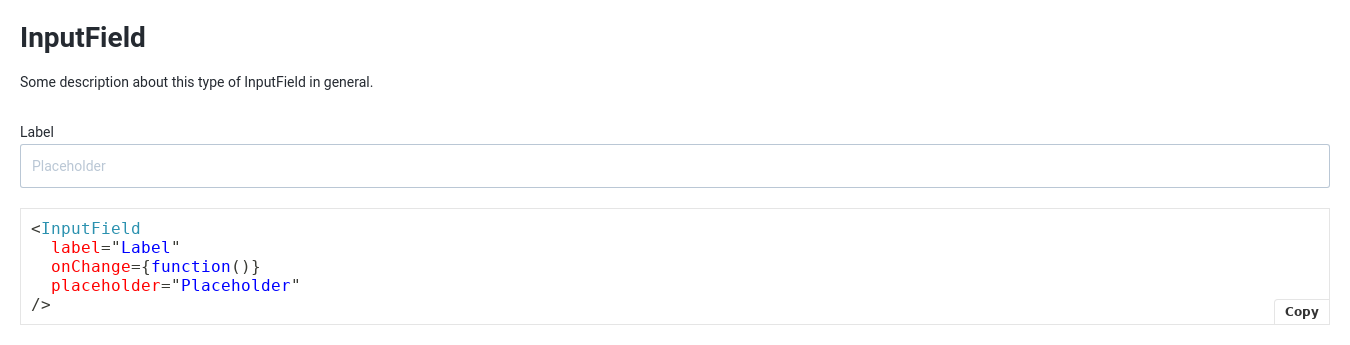 InputField
Some description about this type of InputField in general.
Label
Placeholder
<InputField
  label="Label"
  onChange={function()}
  placeholder="Placeholder"
/>
Copy